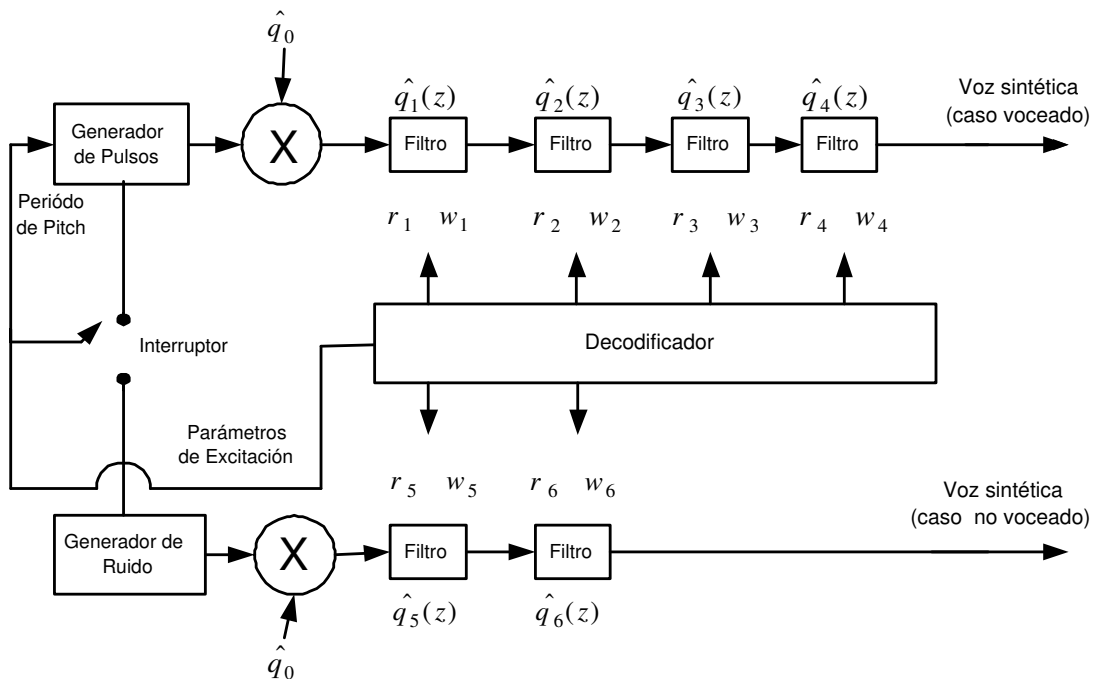 q̂₀
Generador
de Pulsos
X
q̂₁(z)
q̂₂(z)
q̂₃(z)
q̂₄(z)
Filtro
Filtro
Filtro
Filtro
Voz sintética
(caso voceado)
Periódo
de Pitch
r₁ w₁
r₂ w₂
r₃ w₃
r₄ w₄
Interruptor
Decodificador
Parámetros
de Excitación
r₅ w₅
r₆ w₆
Voz sintética
(caso no voceado)
Generador de
Ruido
X
Filtro
Filtro
q̂₅(z)
q̂₆(z)
q̂₀